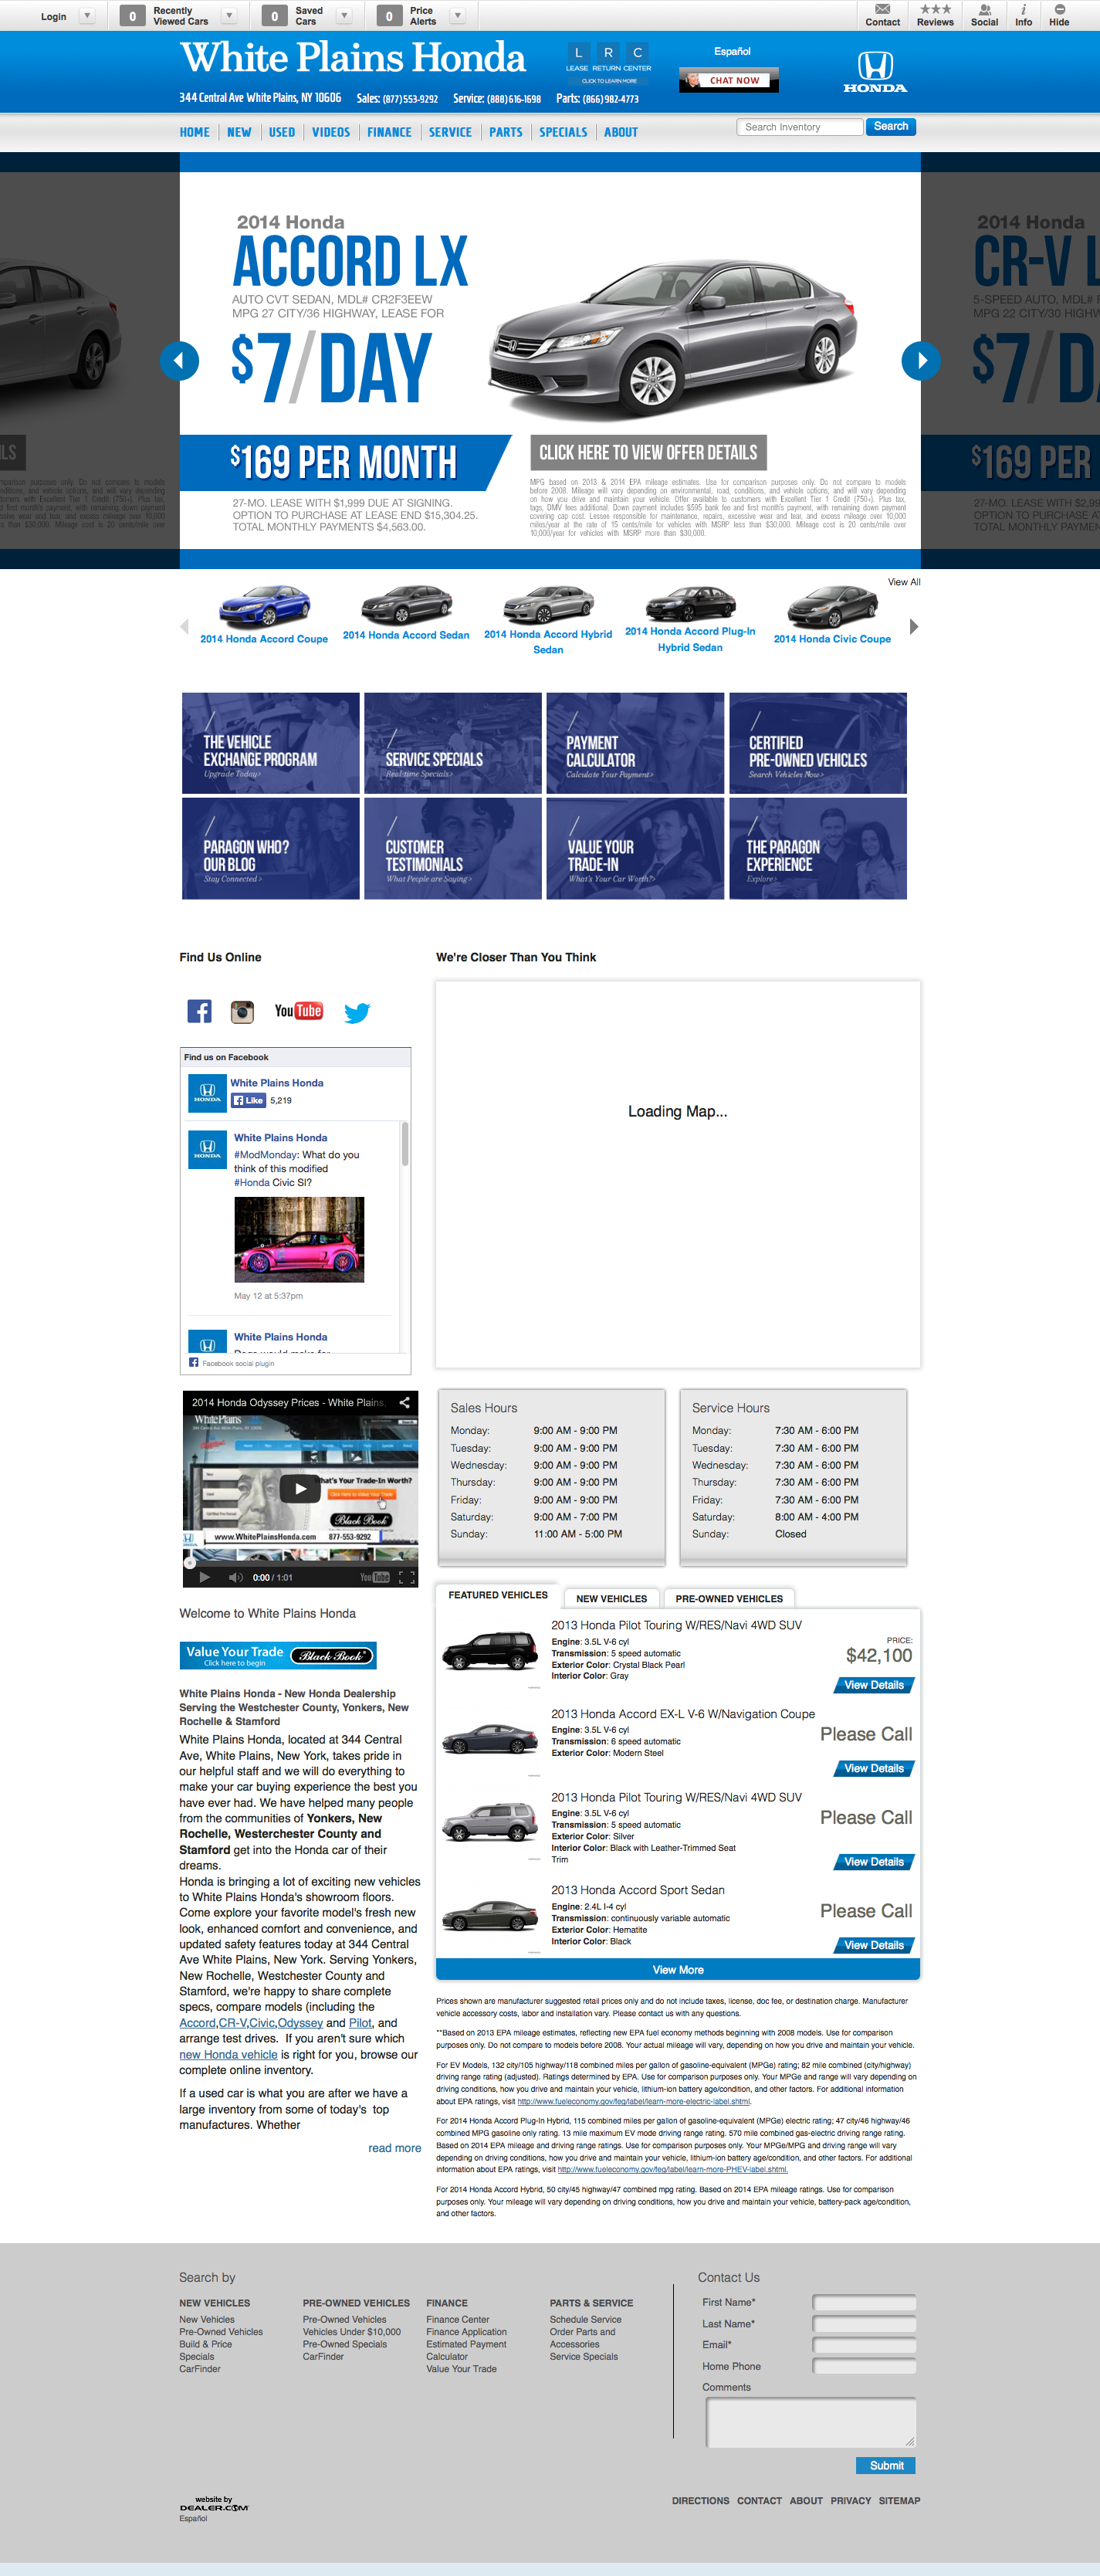 Login
0 Recently Viewed Cars
0 Saved Cars
0 Price Alerts
Contact
Reviews
Social
Info
Hide
White Plains Honda
L R C
LEASE RETURN CENTER
CLICK TO LEARN MORE
Español
CHAT NOW
HONDA
344 Central Ave White Plains, NY 10606 Sales: (877) 553-9292 Service: (888) 616-1698 Parts: (866) 982-4773
HOME NEW USED VIDEOS FINANCE SERVICE PARTS SPECIALS ABOUT
Search Inventory Search
2014 Honda
ACCORD LX
AUTO CVT SEDAN, MDL# CR2F3EEW
MPG 27 CITY/36 HIGHWAY, LEASE FOR
$7/DAY
$169 PER MONTH
CLICK HERE TO VIEW OFFER DETAILS
27-MO. LEASE WITH $1,999 DUE AT SIGNING.
OPTION TO PURCHASE AT LEASE END $15,304.25.
TOTAL MONTHLY PAYMENTS $4,563.00.
MPG based on 2013 & 2014 EPA mileage estimates. Use for comparison purposes only. Do not compare to models
before 2008. Mileage will vary depending on environmental, road, conditions, and vehicle options, and will vary depending
on how you drive and maintain your vehicle. Offer available to customers with Excellent Tier 1 Credit (750+). Plus tax,
tags, DMV fees additional. Down payment includes $595 bank fee and first month's payment, with remaining down payment
covering cap cost. Lessee responsible for maintenance, repairs, excessive wear and tear, and excess mileage over 10,000
miles/year at the rate of 15 cents/mile for vehicles with MSRP less than $30,000. Mileage cost is 20 cents/mile over
10,000/year for vehicles with MSRP more than $30,000.
2014 Honda
CR-V L
5-SPEED AUTO, MDL#
MPG 22 CITY/30 HIGHW
$7/D
$169 PER
27-MO. LEASE WITH $2,99
OPTION TO PURCHASE A
TOTAL MONTHLY PAYMEN
View All
2014 Honda Accord Coupe
2014 Honda Accord Sedan
2014 Honda Accord Hybrid
Sedan
2014 Honda Accord Plug-In
Hybrid Sedan
2014 Honda Civic Coupe
THE VEHICLE
EXCHANGE PROGRAM
Upgrade Today>
SERVICE SPECIALS
Real-time Specials>
PAYMENT
CALCULATOR
Calculate Your Payment>
CERTIFIED
PRE-OWNED VEHICLES
Search Vehicles Now>
PARAGON WHO?
OUR BLOG
Stay Connected >
CUSTOMER
TESTIMONIALS
What People are Saying>
VALUE YOUR
TRADE-IN
What's Your Car Worth?>
THE PARAGON
EXPERIENCE
Explore>
Find Us Online
YouTube
Find us on Facebook
HONDA
White Plains Honda
Like 5,219
HONDA
White Plains Honda
#ModMonday: What do you
think of this modified
#Honda Civic SI?
May 12 at 5:37pm
White Plains Honda
Facebook social plugin
We're Closer Than You Think
Loading Map...
2014 Honda Odyssey Prices - White Plains,
White Plains
What's Your Trade-In Worth?
Click Here to Value Your Trade
Black Book
www.WhitePlainsHonda.com 877-553-9292
0:00 / 1:01 YouTube
Sales Hours
Monday: 9:00 AM - 9:00 PM
Tuesday: 9:00 AM - 9:00 PM
Wednesday: 9:00 AM - 9:00 PM
Thursday: 9:00 AM - 9:00 PM
Friday: 9:00 AM - 9:00 PM
Saturday: 9:00 AM - 7:00 PM
Sunday: 11:00 AM - 5:00 PM
Service Hours
Monday: 7:30 AM - 6:00 PM
Tuesday: 7:30 AM - 6:00 PM
Wednesday: 7:30 AM - 6:00 PM
Thursday: 7:30 AM - 6:00 PM
Friday: 7:30 AM - 6:00 PM
Saturday: 8:00 AM - 4:00 PM
Sunday: Closed
Welcome to White Plains Honda
Value Your Trade
Click here to begin
Black Book
White Plains Honda - New Honda Dealership
Serving the Westchester County, Yonkers, New
Rochelle & Stamford
White Plains Honda, located at 344 Central
Ave, White Plains, New York, takes pride in
our helpful staff and we will do everything to
make your car buying experience the best you
have ever had. We have helped many people
from the communities of Yonkers, New
Rochelle, Westerchester County and
Stamford get into the Honda car of their
dreams.
Honda is bringing a lot of exciting new vehicles
to White Plains Honda's showroom floors.
Come explore your favorite model's fresh new
look, enhanced comfort and convenience, and
updated safety features today at 344 Central
Ave White Plains, New York. Serving Yonkers,
New Rochelle, Westchester County and
Stamford, we're happy to share complete
specs, compare models (including the
Accord,CR-V,Civic,Odyssey and Pilot, and
arrange test drives. If you aren't sure which
new Honda vehicle is right for you, browse our
complete online inventory.
If a used car is what you are after we have a
large inventory from some of today's top
manufactures. Whether
read more
FEATURED VEHICLES NEW VEHICLES PRE-OWNED VEHICLES
2013 Honda Pilot Touring W/RES/Navi 4WD SUV
Engine: 3.5L V-6 cyl
Transmission: 5 speed automatic
Exterior Color: Crystal Black Pearl
Interior Color: Gray
PRICE:
$42,100
View Details
2013 Honda Accord EX-L V-6 W/Navigation Coupe
Engine: 3.5L V-6 cyl
Transmission: 6 speed automatic
Exterior Color: Modern Steel
Please Call
View Details
2013 Honda Pilot Touring W/RES/Navi 4WD SUV
Engine: 3.5L V-6 cyl
Transmission: 5 speed automatic
Exterior Color: Silver
Interior Color: Black with Leather-Trimmed Seat
Trim
Please Call
View Details
2013 Honda Accord Sport Sedan
Engine: 2.4L I-4 cyl
Transmission: continuously variable automatic
Exterior Color: Hematite
Interior Color: Black
Please Call
View Details
View More
Prices shown are manufacturer suggested retail prices only and do not include taxes, license, doc fee, or destination charge. Manufacturer
vehicle accessory costs, labor and installation vary. Please contact us with any questions.
**Based on 2013 EPA mileage estimates, reflecting new EPA fuel economy methods beginning with 2008 models. Use for comparison
purposes only. Do not compare to models before 2008. Your actual mileage will vary, depending on how you drive and maintain your vehicle.
For EV Models, 132 city/105 highway/118 combined miles per gallon of gasoline-equivalent (MPGe) rating; 82 mile combined (city/highway)
driving range rating (adjusted). Ratings determined by EPA. Use for comparison purposes only. Your MPGe and range will vary depending on
driving conditions, how you drive and maintain your vehicle, lithium-ion battery age/condition, and other factors. For additional information
about EPA ratings, visit http://www.fueleconomy.gov/feg/label/learn-more-electric-label.shtml.
For 2014 Honda Accord Plug-In Hybrid, 115 combined miles per gallon of gasoline-equivalent (MPGe) electric rating; 47 city/46 highway/46
combined MPG gasoline only rating. 13 mile maximum EV mode driving range rating. 570 mile combined gas-electric driving range rating.
Based on 2014 EPA mileage and driving range ratings. Use for comparison purposes only. Your MPGe/MPG and driving range will vary
depending on driving conditions, how you drive and maintain your vehicle, lithium-ion battery age/condition, and other factors. For additional
information about EPA ratings, visit http://www.fueleconomy.gov/feg/label/learn-more-PHEV-label.shtml.
For 2014 Honda Accord Hybrid, 50 city/45 highway/47 combined mpg rating. Based on 2014 EPA mileage ratings. Use for comparison
purposes only. Your mileage will vary depending on driving conditions, how you drive and maintain your vehicle, battery-pack age/condition,
and other factors.
Search by
NEW VEHICLES
New Vehicles
Pre-Owned Vehicles
Build & Price
Specials
CarFinder
PRE-OWNED VEHICLES
Pre-Owned Vehicles
Vehicles Under $10,000
Pre-Owned Specials
CarFinder
FINANCE
Finance Center
Finance Application
Estimated Payment
Calculator
Value Your Trade
PARTS & SERVICE
Schedule Service
Order Parts and
Accessories
Service Specials
Contact Us
First Name*
Last Name*
Email*
Home Phone
Comments
Submit
website by
DEALER.COM
Español
DIRECTIONS CONTACT ABOUT PRIVACY SITEMAP